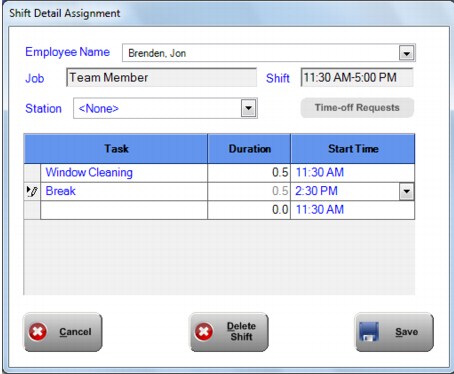 Shift Detail Assignment
Employee Name Brenden, Jon
Job Team Member Shift 11:30 AM-5:00 PM
Station <None> Time-off Requests
Task Duration Start Time
Window Cleaning 0.5 11:30 AM
Break 0.5 2:30 PM
0.0 11:30 AM
Cancel Delete Shift Save